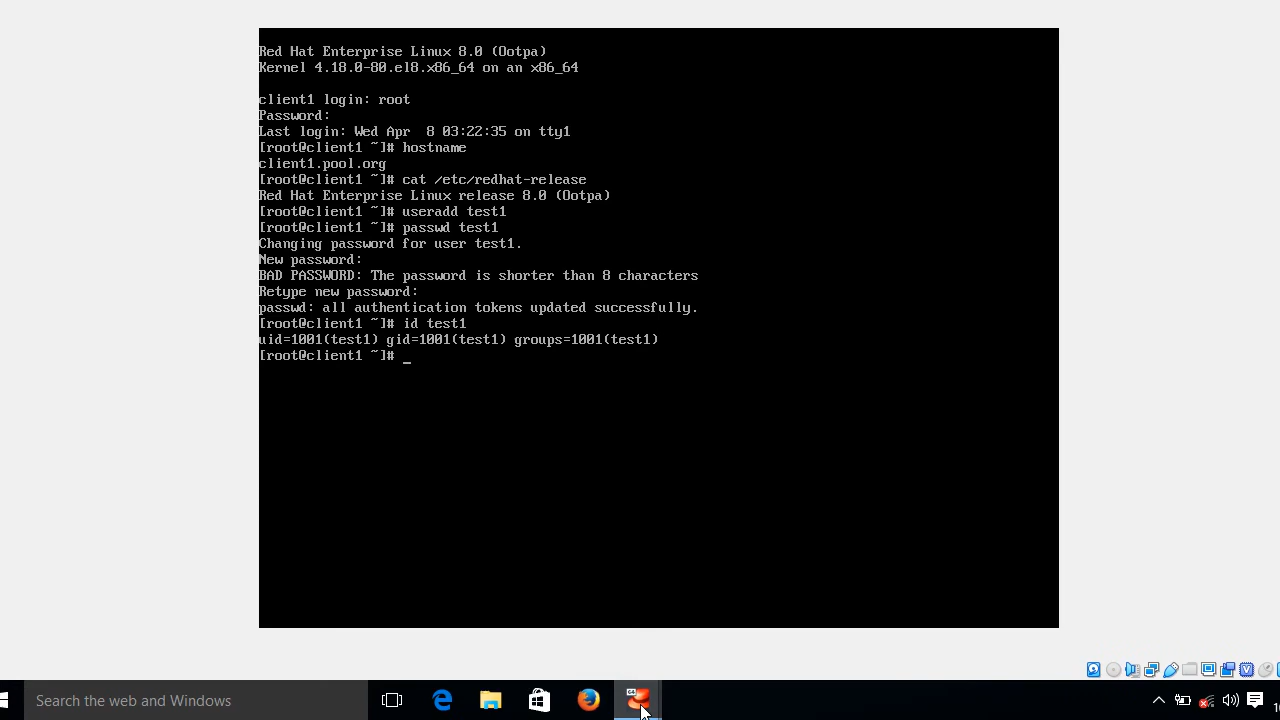 Red Hat Enterprise Linux 8.0 (Ootpa)
Kernel 4.18.0-80.el8.x86_64 on an x86_64
client1 login: root
Password:
Last login: Wed Apr  8 03:22:35 on tty1
[root@client1 ~]# hostname
client1.pool.org
[root@client1 ~]# cat /etc/redhat-release
Red Hat Enterprise Linux release 8.0 (Ootpa)
[root@client1 ~]# useradd test1
[root@client1 ~]# passwd test1
Changing password for user test1.
New password:
BAD PASSWORD: The password is shorter than 8 characters
Retype new password:
passwd: all authentication tokens updated successfully.
[root@client1 ~]# id test1
uid=1001(test1) gid=1001(test1) groups=1001(test1)
[root@client1 ~]# _
Search the web and Windows
64